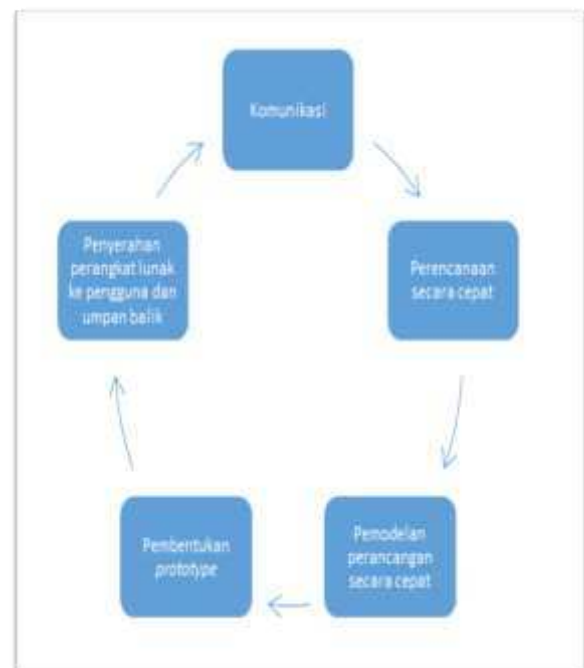 Komunikasi
Perencanaan
secara cepat
Pemodelan
perancangan
secara cepat
Pembentukan
prototype
Penyerahan
perangkat lunak
ke pengguna dan
umpan balik